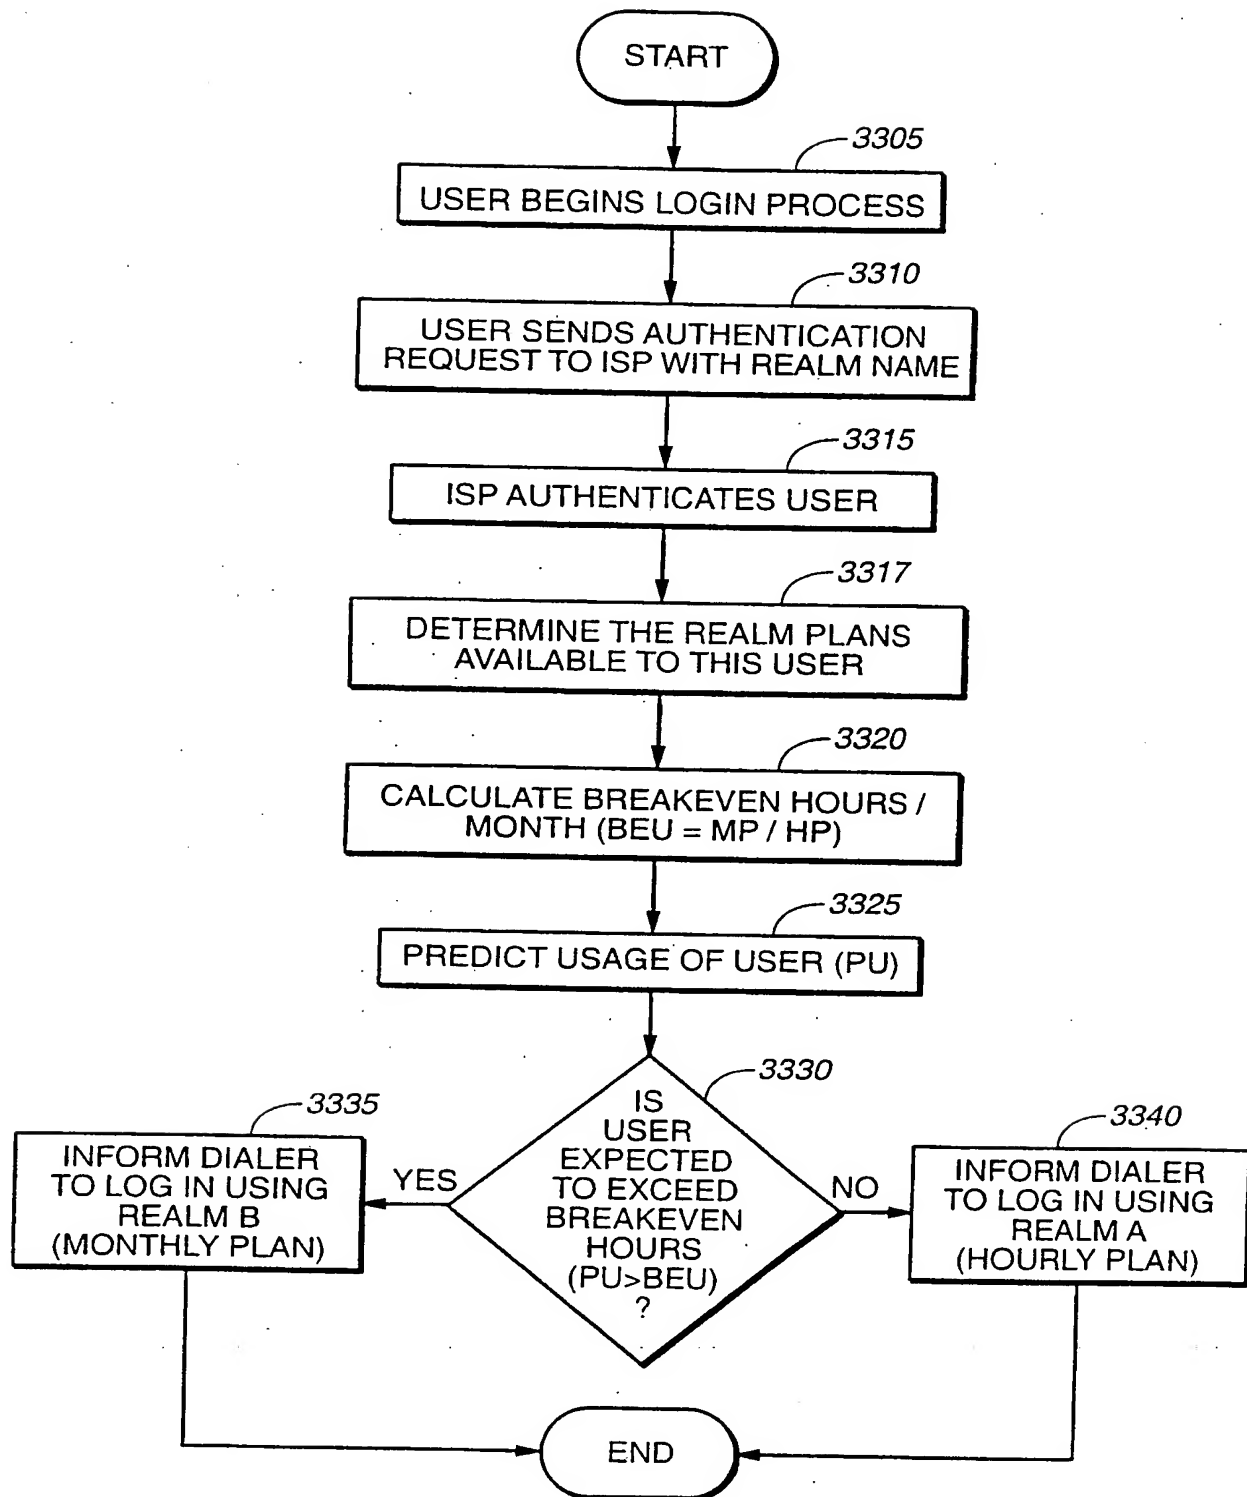 START
3305
USER BEGINS LOGIN PROCESS
3310
USER SENDS AUTHENTICATION
REQUEST TO ISP WITH REALM NAME
3315
ISP AUTHENTICATES USER
3317
DETERMINE THE REALM PLANS
AVAILABLE TO THIS USER
3320
CALCULATE BREAKEVEN HOURS /
MONTH (BEU = MP / HP)
3325
PREDICT USAGE OF USER (PU)
3330
IS
USER
EXPECTED
TO EXCEED
BREAKEVEN
HOURS
(PU>BEU)
?
YES
NO
3335
INFORM DIALER
TO LOG IN USING
REALM B
(MONTHLY PLAN)
3340
INFORM DIALER
TO LOG IN USING
REALM A
(HOURLY PLAN)
END